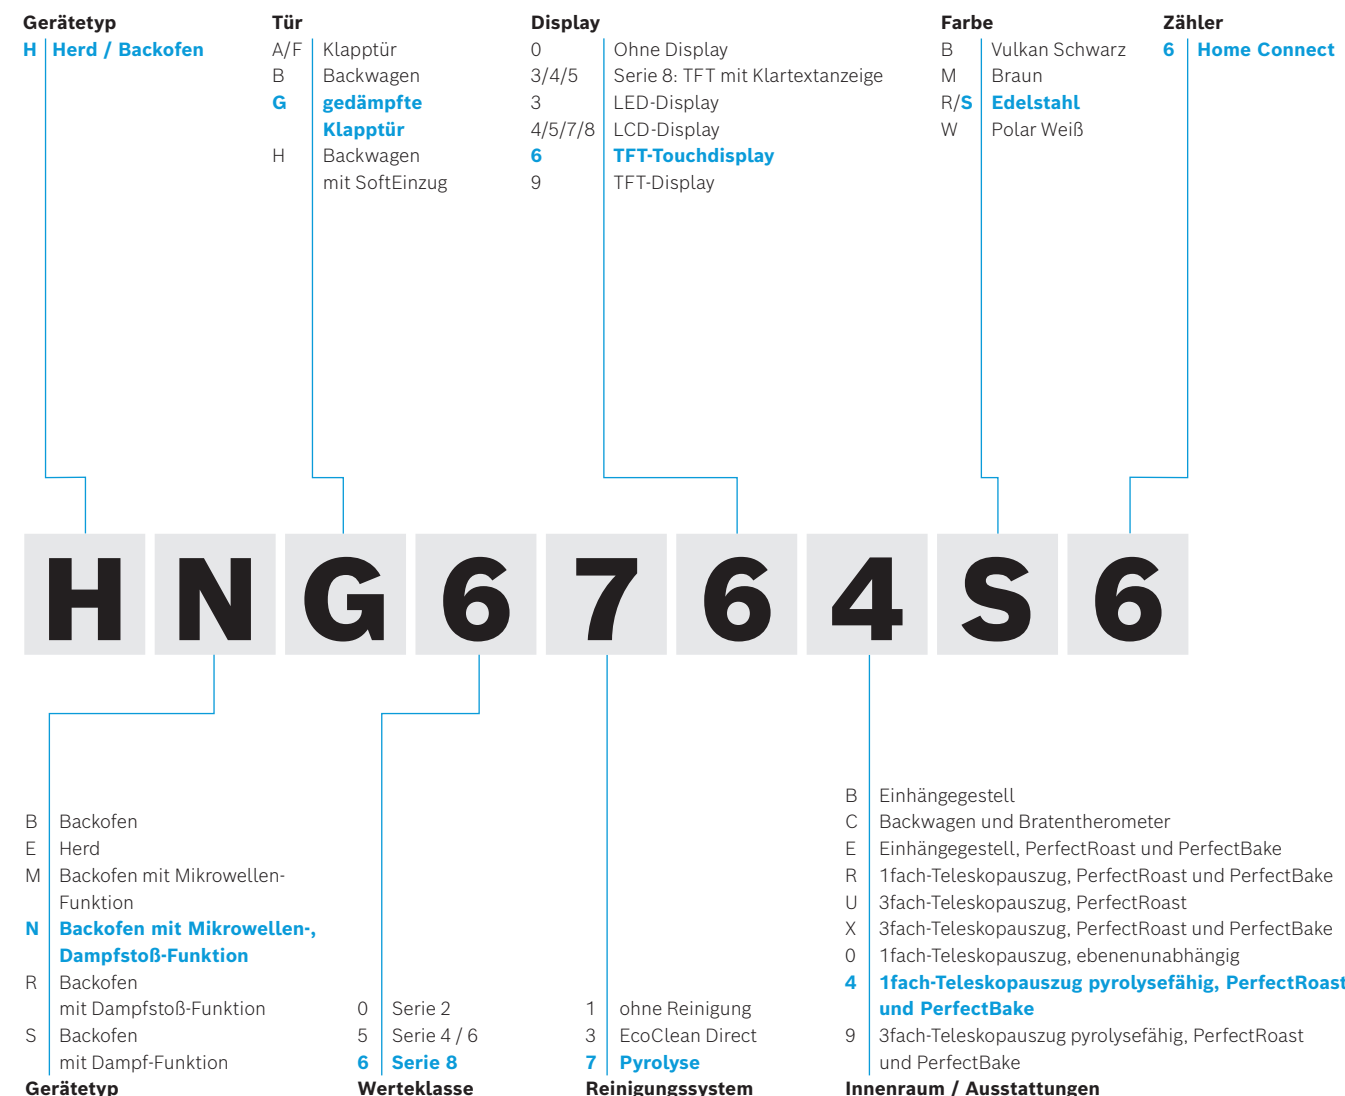 Gerätetyp
H Herd / Backofen
Tür
A/F Klapptür
B Backwagen
G gedämpfte
Klapptür
H Backwagen
mit SoftEinzug
Display
0 Ohne Display
3/4/5 Serie 8: TFT mit Klartextanzeige
3 LED-Display
4/5/7/8 LCD-Display
6 TFT-Touchdisplay
9 TFT-Display
Farbe
B Vulkan Schwarz
M Braun
R/S Edelstahl
W Polar Weiß
Zähler
6 Home Connect
H N G 6 7 6 4 S 6
B Backofen
E Herd
M Backofen mit Mikrowellen-
Funktion
N Backofen mit Mikrowellen-,
Dampfstoß-Funktion
R Backofen
mit Dampfstoß-Funktion
S Backofen
mit Dampf-Funktion
Gerätetyp
0 Serie 2
5 Serie 4 / 6
6 Serie 8
Werteklasse
1 ohne Reinigung
3 EcoClean Direct
7 Pyrolyse
Reinigungssystem
B Einhängegestell
C Backwagen und Bratentherometer
E Einhängegestell, PerfectRoast und PerfectBake
R 1fach-Teleskopauszug, PerfectRoast und PerfectBake
U 3fach-Teleskopauszug, PerfectRoast
X 3fach-Teleskopauszug, PerfectRoast und PerfectBake
0 1fach-Teleskopauszug, ebenenunabhängig
4 1fach-Teleskopauszug pyrolysefähig, PerfectRoast
und PerfectBake
9 3fach-Teleskopauszug pyrolysefähig, PerfectRoast
und PerfectBake
Innenraum / Ausstattungen